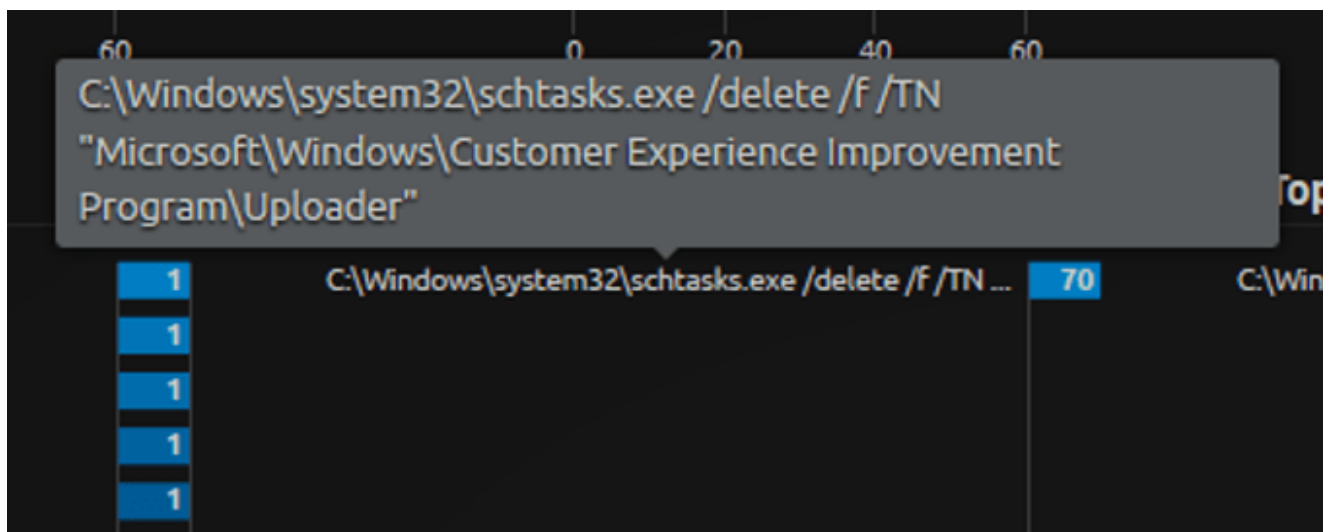 60 0 20 40 60
C:\Windows\system32\schtasks.exe /delete /f /TN
"Microsoft\Windows\Customer Experience Improvement
Program\Uploader"
Top
1 C:\Windows\system32\schtasks.exe /delete /f /TN ... 70 C:\Win
1
1
1
1